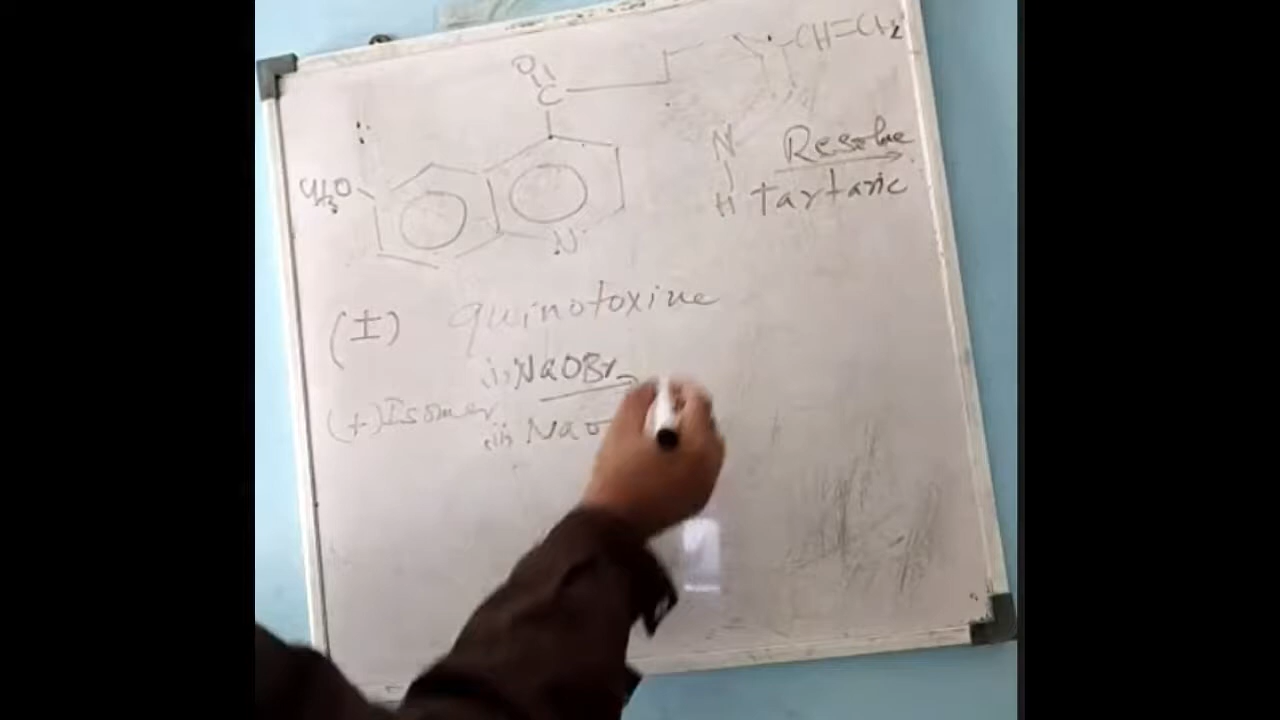 O
C
CH=CH2
CH3O
N
H
N
Resolve
tartaric
(±) quinotoxine
(i) NaOBr
(+) Isomer
(ii) Nao